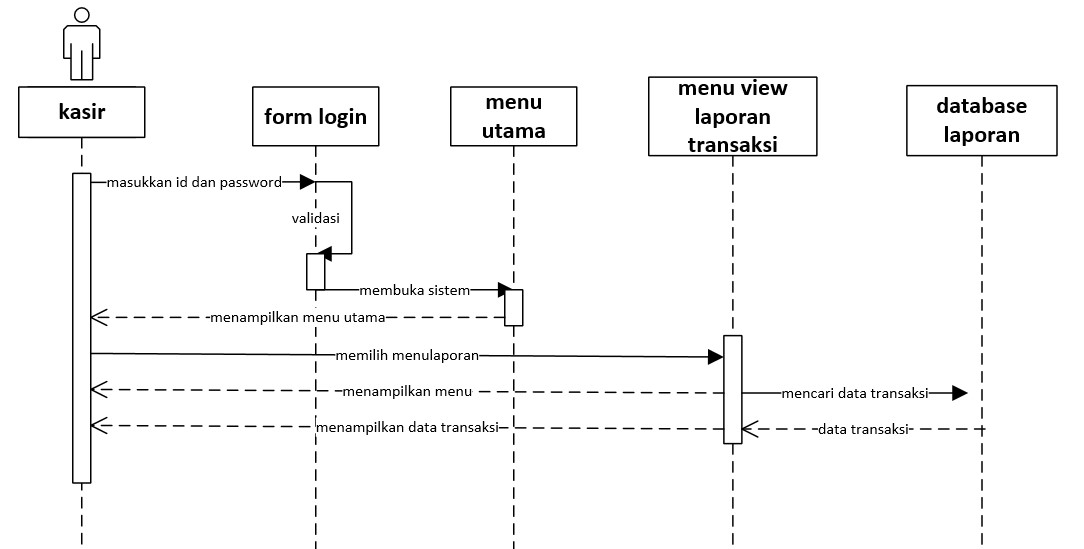 kasir
form login
menu
utama
menu view
laporan
transaksi
database
laporan
masukkan id dan password
validasi
membuka sistem
menampilkan menu utama
memilih menulaporan
menampilkan menu
mencari data transaksi
menampilkan data transaksi
data transaksi